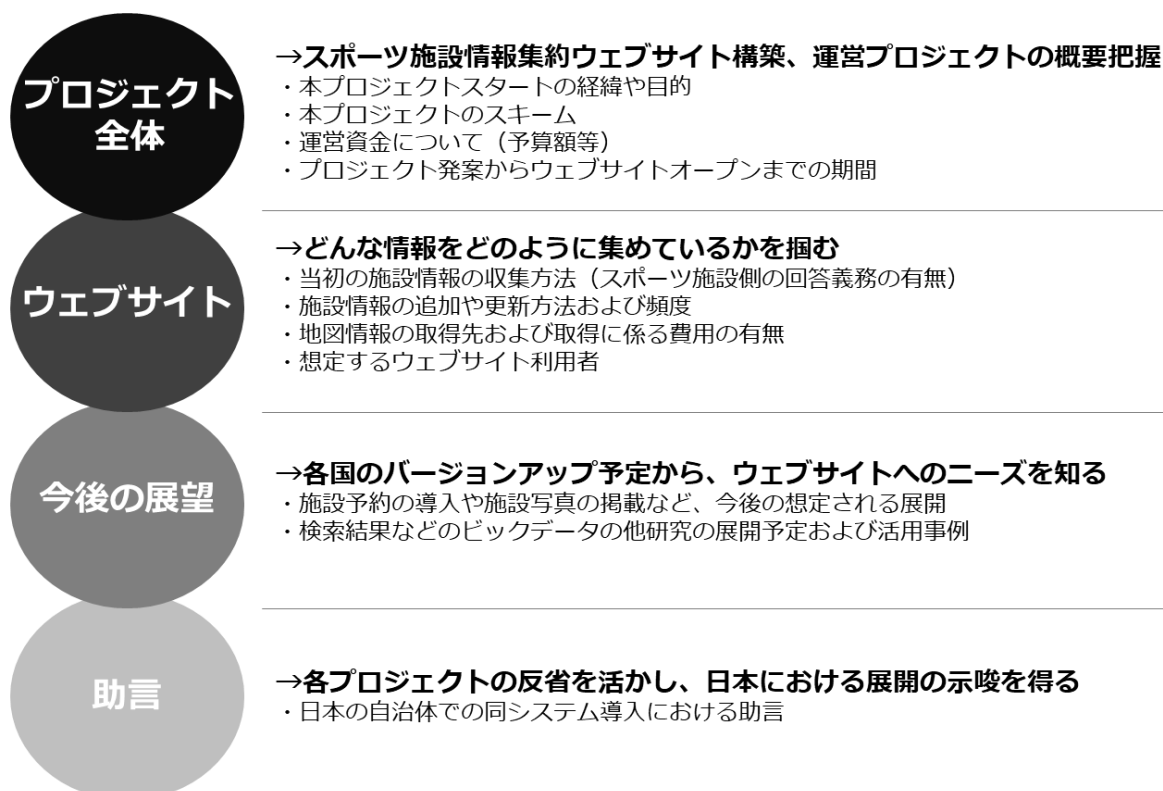 プロジェクト
全体
→スポーツ施設情報集約ウェブサイト構築、運営プロジェクトの概要把握
・本プロジェクトスタートの経緯や目的
・本プロジェクトのスキーム
・運営資金について（予算額等）
・プロジェクト発案からウェブサイトオープンまでの期間
ウェブサイト
→どんな情報をどのように集めているかを掴む
・当初の施設情報の収集方法（スポーツ施設側の回答義務の有無）
・施設情報の追加や更新方法および頻度
・地図情報の取得先および取得に係る費用の有無
・想定するウェブサイト利用者
今後の展望
→各国のバージョンアップ予定から、ウェブサイトへのニーズを知る
・施設予約の導入や施設写真の掲載など、今後の想定される展開
・検索結果などのビックデータの他研究の展開予定および活用事例
助言
→各プロジェクトの反省を活かし、日本における展開の示唆を得る
・日本の自治体での同システム導入における助言